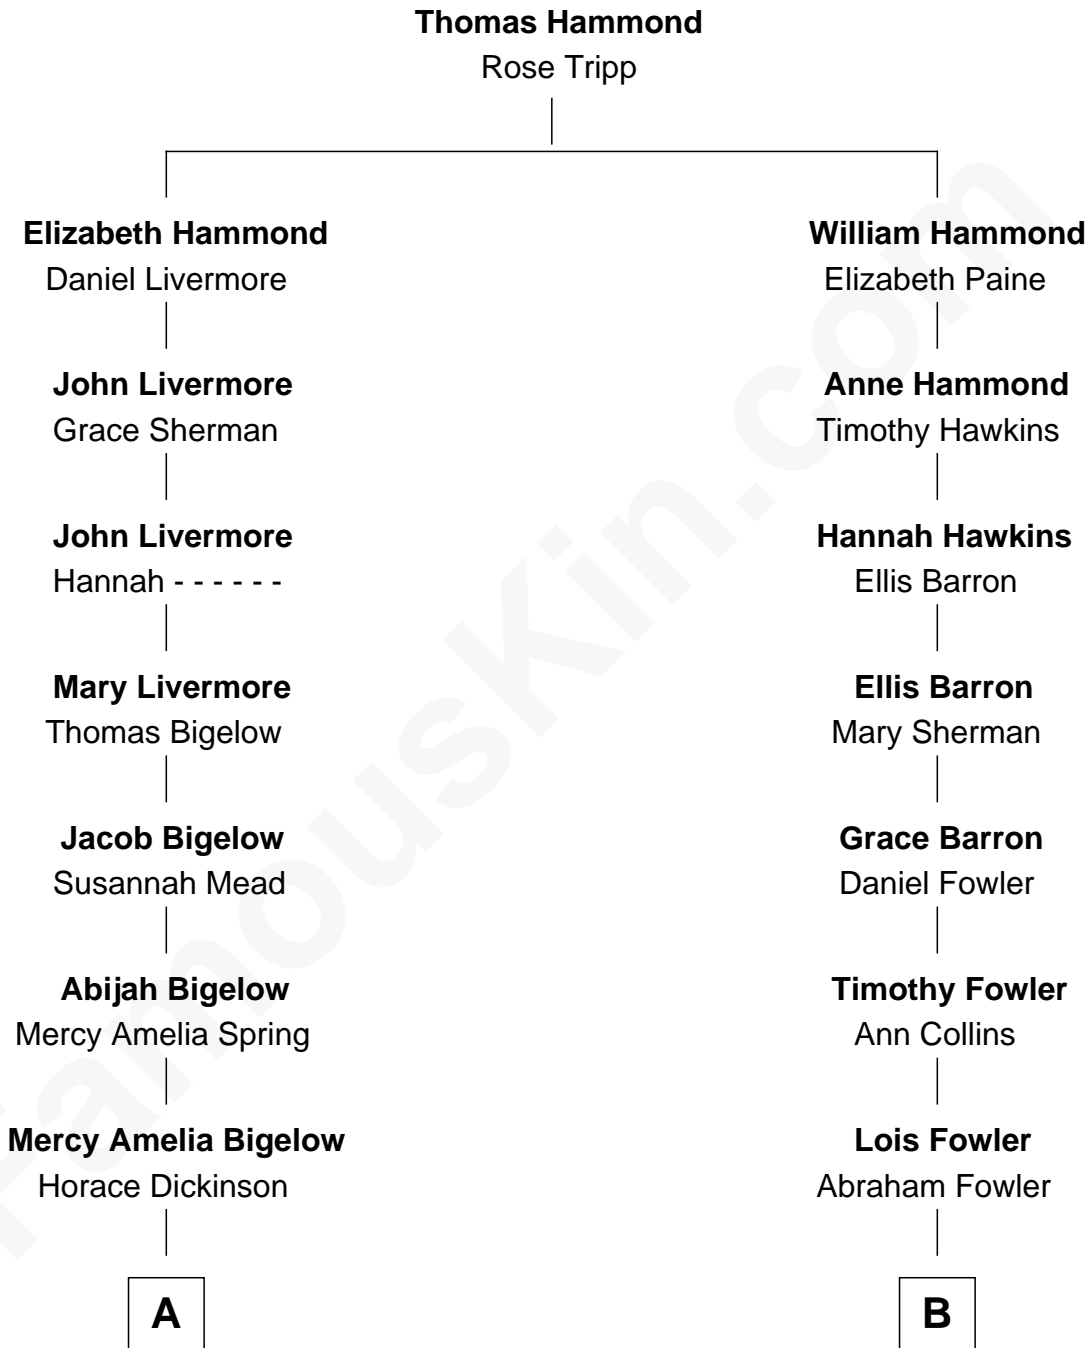 Thomas Hammond
Rose Tripp
Elizabeth Hammond
Daniel Livermore
William Hammond
Elizabeth Paine
John Livermore
Grace Sherman
Anne Hammond
Timothy Hawkins
John Livermore
Hannah - - - - - -
Hannah Hawkins
Ellis Barron
Mary Livermore
Thomas Bigelow
Ellis Barron
Mary Sherman
Jacob Bigelow
Susannah Mead
Grace Barron
Daniel Fowler
Abijah Bigelow
Mercy Amelia Spring
Timothy Fowler
Ann Collins
Mercy Amelia Bigelow
Horace Dickinson
Lois Fowler
Abraham Fowler
A
B
FamousKin.com